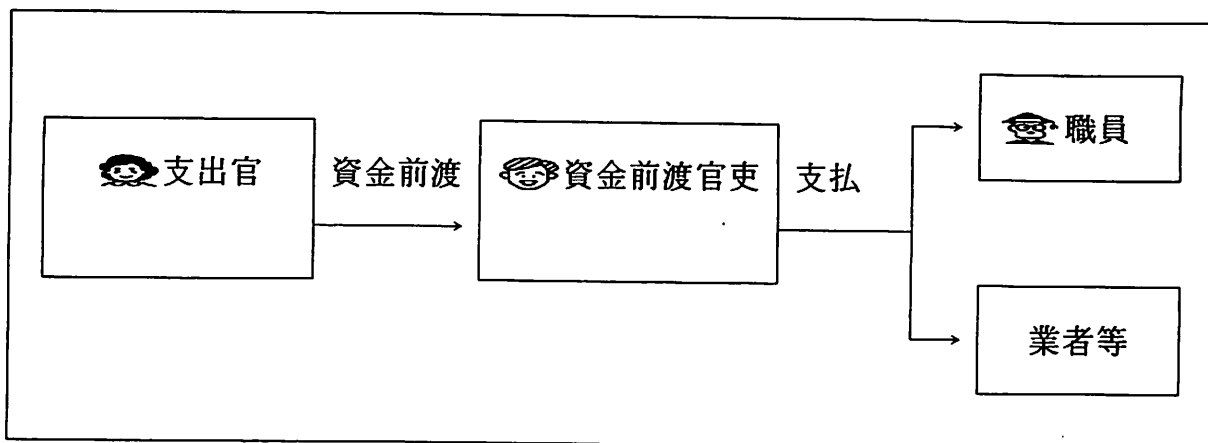 支出官
資金前渡
資金前渡官吏
支払
職員
業者等